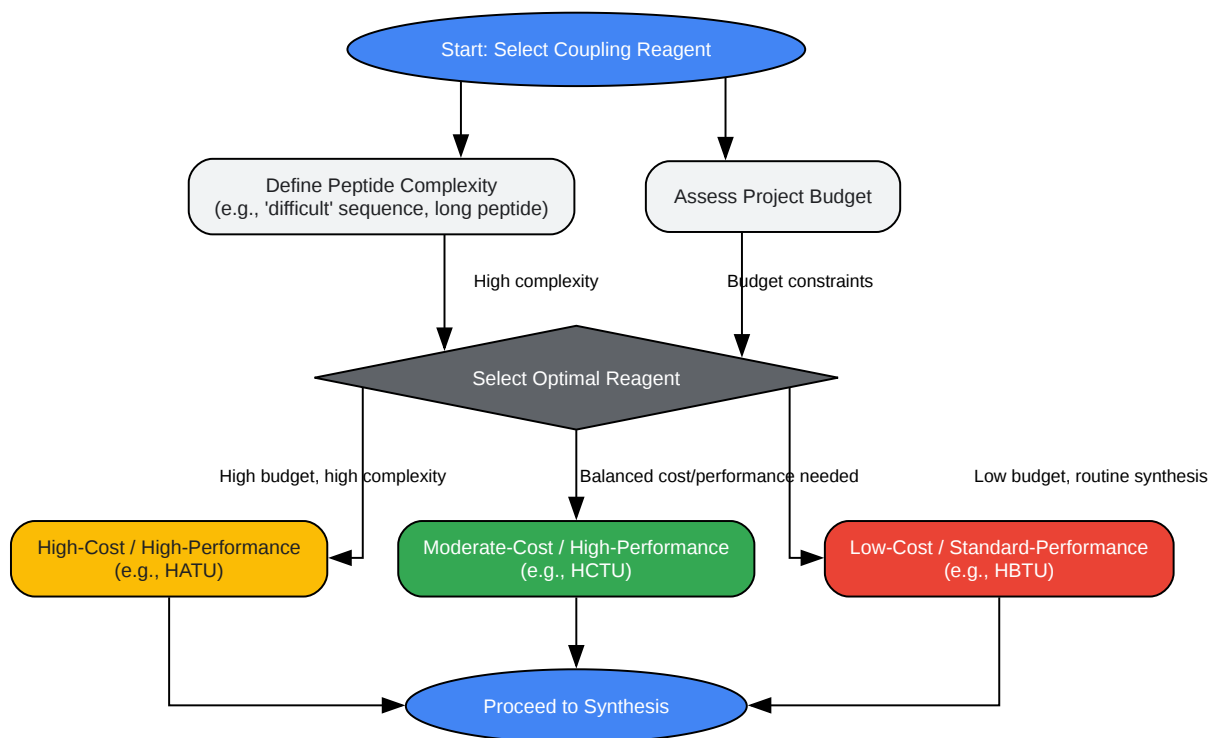 Start: Select Coupling Reagent
Define Peptide Complexity
(e.g., 'difficult' sequence, long peptide)
Assess Project Budget
High complexity
Budget constraints
Select Optimal Reagent
High budget, high complexity
Balanced cost/performance needed
Low budget, routine synthesis
High-Cost / High-Performance
(e.g., HATU)
Moderate-Cost / High-Performance
(e.g., HCTU)
Low-Cost / Standard-Performance
(e.g., HBTU)
Proceed to Synthesis